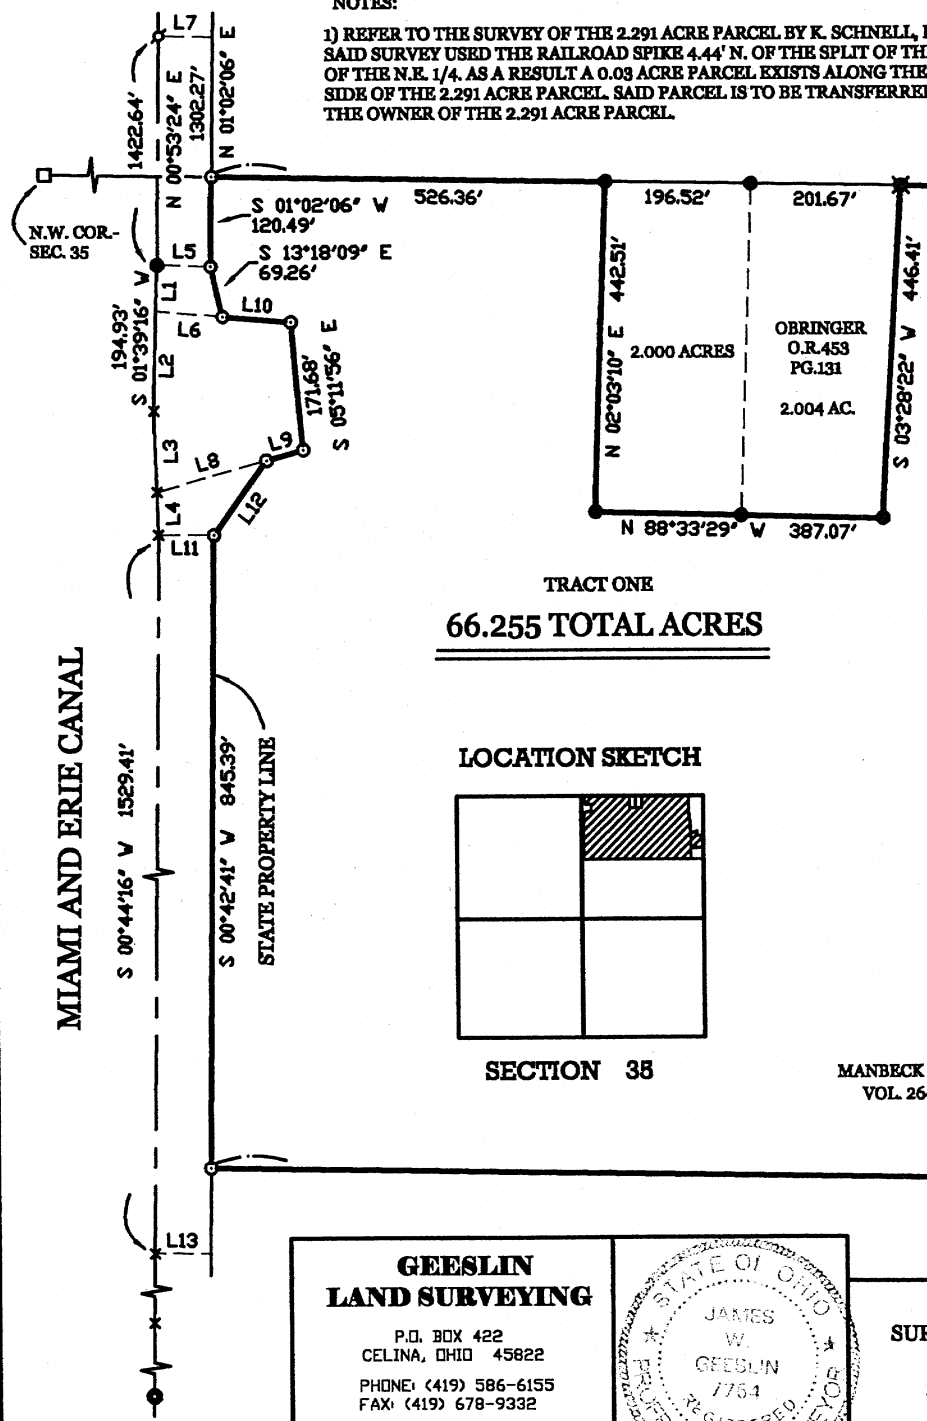 NOTES:
1) REFER TO THE SURVEY OF THE 2.291 ACRE PARCEL BY K. SCHNELL,
SAID SURVEY USED THE RAILROAD SPIKE 4.44' N. OF THE SPLIT OF
OF THE N.E. 1/4. AS A RESULT A 0.03 ACRE PARCEL EXISTS ALONG THE
SIDE OF THE 2.291 ACRE PARCEL. SAID PARCEL IS TO BE TRANSFERRE
THE OWNER OF THE 2.291 ACRE PARCEL.
L7
1422.64'
N 00°53'24" E
1302.27'
N 01°02'06" E
N.W. COR.-
SEC. 35
526.36'
196.52'
201.67'
S 01°02'06" W
120.49'
S 13°18'09" E
69.26'
L5
L1
L10
L6
194.93'
S 01°39'16" W
L2
171.68'
S 05°11'56" E
L3
L8
L9
L4
L12
L11
N 02°03'10" E 442.51'
2.000 ACRES
OBRINGER
O.R.453
PG.131
2.004 AC.
S 03°28'22" W 446.41'
N 88°33'29" W 387.07'
TRACT ONE
66.255 TOTAL ACRES
MIAMI AND ERIE CANAL
S 00°44'16" W 1529.41'
S 00°42'41" W 845.39'
STATE PROPERTY LINE
LOCATION SKETCH
SECTION 35
MANBECK
VOL. 26
L13
GEESLIN
LAND SURVEYING
P.O. BOX 422
CELINA, OHIO 45822
PHONE: (419) 586-6155
FAX: (419) 678-9332
STATE OF OHIO
JAMES
W.
GEESLIN
7764
REGISTERED
SUR